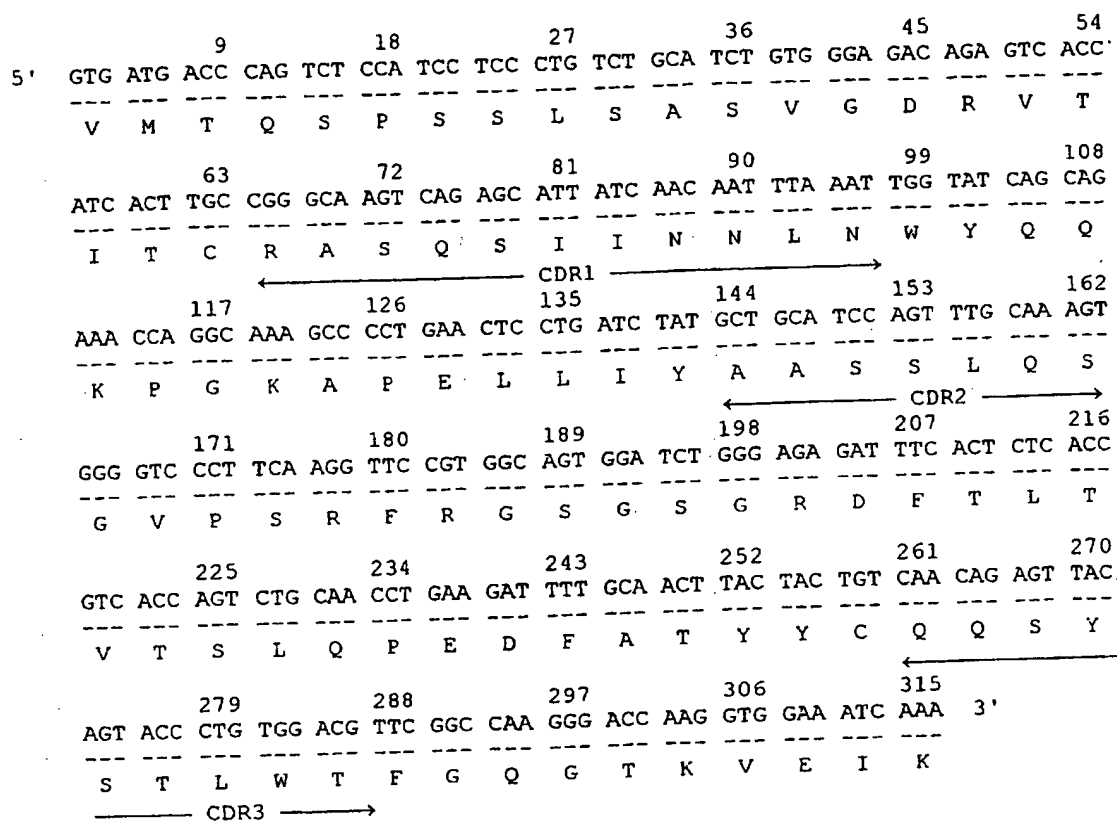 9 18 27 36 45 54
5' GTG ATG ACC CAG TCT CCA TCC TCC CTG TCT GCA TCT GTG GGA GAC AGA GTC ACC
--- --- --- --- --- --- --- --- --- --- --- --- --- --- --- --- --- ---
V M T Q S P S S L S A S V G D R V T
63 72 81 90 99 108
ATC ACT TGC CGG GCA AGT CAG AGC ATT ATC AAC AAT TTA AAT TGG TAT CAG CAG
--- --- --- --- --- --- --- --- --- --- --- --- --- --- --- --- --- ---
I T C R A S Q S I I N N L N W Y Q Q
← CDR1 →
117 126 135 144 153 162
AAA CCA GGC AAA GCC CCT GAA CTC CTG ATC TAT GCT GCA TCC AGT TTG CAA AGT
--- --- --- --- --- --- --- --- --- --- --- --- --- --- --- --- --- ---
K P G K A P E L L I Y A A S S L Q S
← CDR2 →
171 180 189 198 207 216
GGG GTC CCT TCA AGG TTC CGT GGC AGT GGA TCT GGG AGA GAT TTC ACT CTC ACC
--- --- --- --- --- --- --- --- --- --- --- --- --- --- --- --- --- ---
G V P S R F R G S G S G R D F T L T
225 234 243 252 261 270
GTC ACC AGT CTG CAA CCT GAA GAT TTT GCA ACT TAC TAC TGT CAA CAG AGT TAC
--- --- --- --- --- --- --- --- --- --- --- --- --- --- --- --- --- ---
V T S L Q P E D F A T Y Y C Q Q S Y
←
279 288 297 306 315
AGT ACC CTG TGG ACG TTC GGC CAA GGG ACC AAG GTG GAA ATC AAA 3'
--- --- --- --- --- --- --- --- --- --- --- --- --- --- ---
S T L W T F G Q G T K V E I K
CDR3 →